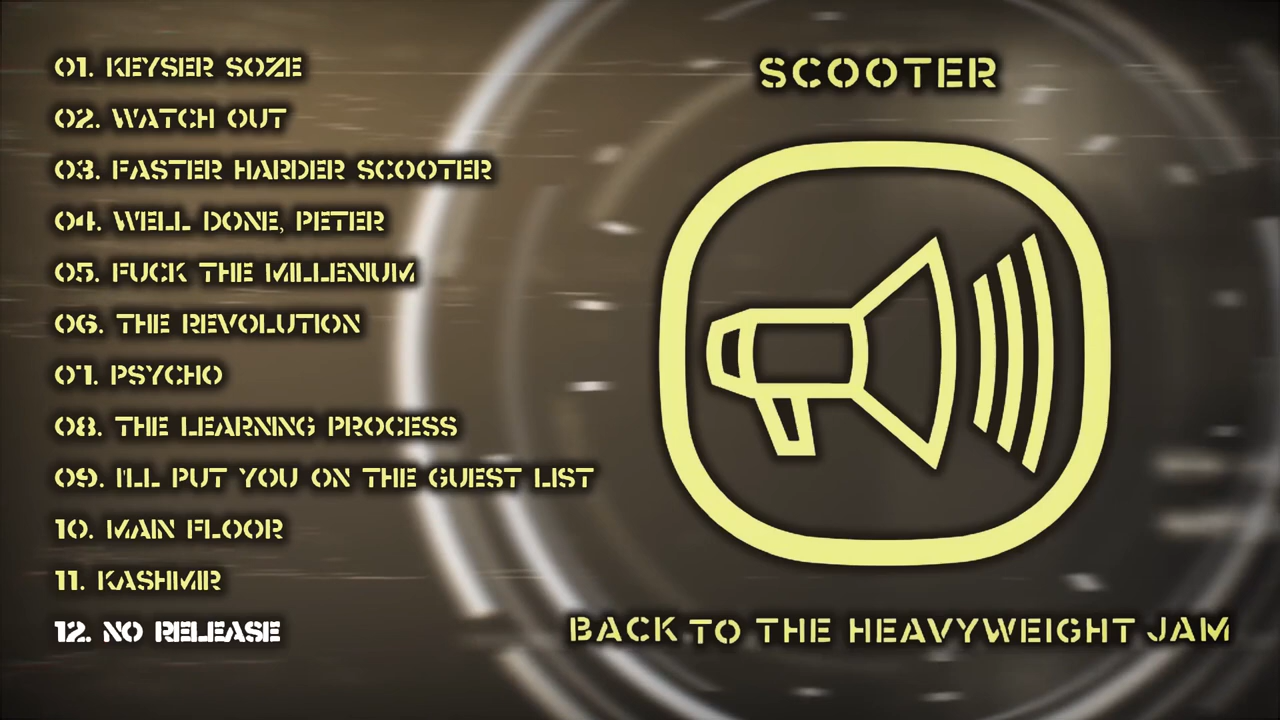 01. KEYSER SOZE
02. WATCH OUT
03. FASTER HARDER SCOOTER
04. WELL DONE, PETER
05. FUCK THE MILLENIUM
06. THE REVOLUTION
07. PSYCHO
08. THE LEARNING PROCESS
09. I'LL PUT YOU ON THE GUEST LIST
10. MAIN FLOOR
11. KASHMIR
12. NO RELEASE
SCOOTER
BACK TO THE HEAVYWEIGHT JAM